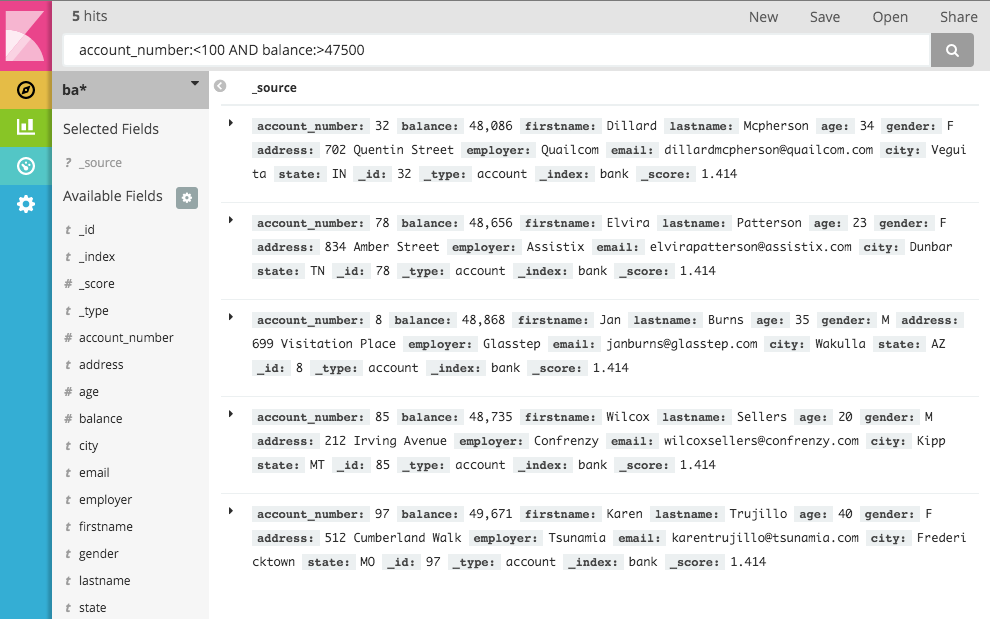 5 hits
New Save Open Share
account_number:<100 AND balance:>47500
ba*
Selected Fields
? _source
Available Fields
t _id
t _index
# _score
t _type
# account_number
t address
# age
# balance
t city
t email
t employer
t firstname
t gender
t lastname
t state
_source
account_number: 32 balance: 48,086 firstname: Dillard lastname: Mcpherson age: 34 gender: F
address: 702 Quentin Street employer: Quailcom email: dillardmcpherson@quailcom.com city: Vegui
ta state: IN _id: 32 _type: account _index: bank _score: 1.414
account_number: 78 balance: 48,656 firstname: Elvira lastname: Patterson age: 23 gender: F
address: 834 Amber Street employer: Assistix email: elvirapatterson@assistix.com city: Dunbar
state: TN _id: 78 _type: account _index: bank _score: 1.414
account_number: 8 balance: 48,868 firstname: Jan lastname: Burns age: 35 gender: M address:
699 Visitation Place employer: Glasstep email: janburns@glasstep.com city: Wakulla state: AZ
_id: 8 _type: account _index: bank _score: 1.414
account_number: 85 balance: 48,735 firstname: Wilcox lastname: Sellers age: 20 gender: M
address: 212 Irving Avenue employer: Confrenzy email: wilcoxsellers@confrenzy.com city: Kipp
state: MT _id: 85 _type: account _index: bank _score: 1.414
account_number: 97 balance: 49,671 firstname: Karen lastname: Trujillo age: 40 gender: F
address: 512 Cumberland Walk employer: Tsunamia email: karentrujillo@tsunamia.com city: Frederi
cktown state: MO _id: 97 _type: account _index: bank _score: 1.414